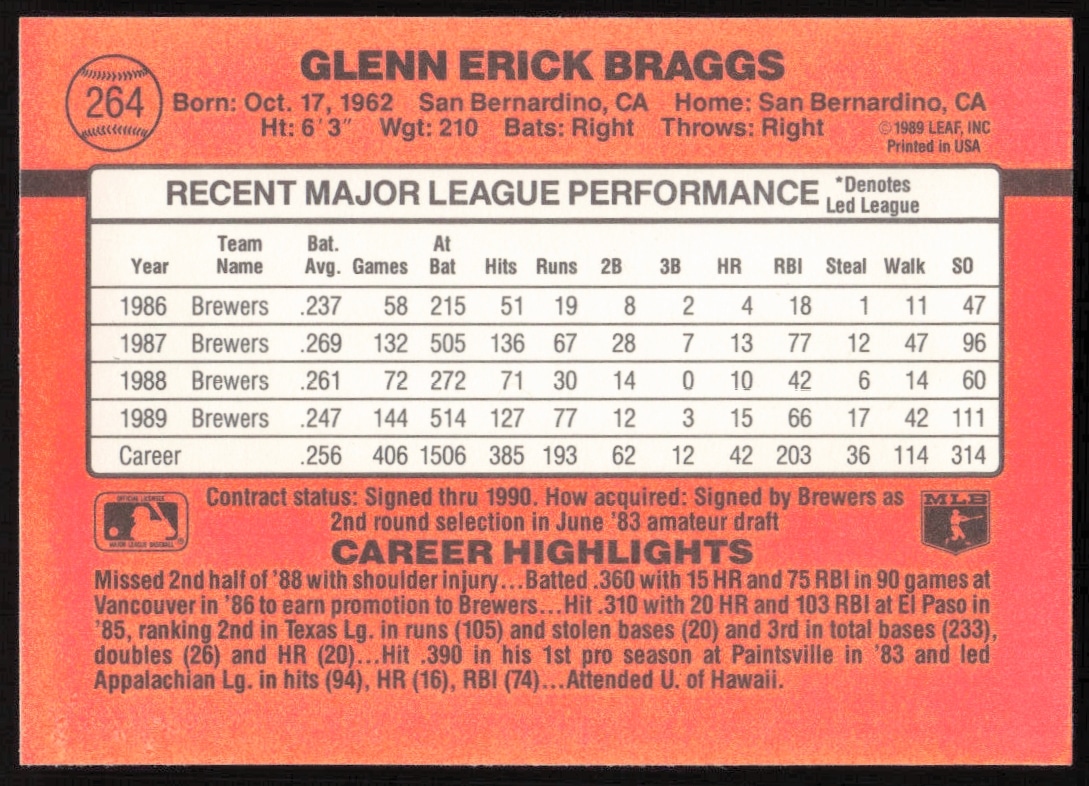 GLENN ERICK BRAGGS
264
Born: Oct. 17, 1962 San Bernardino, CA Home: San Bernardino, CA
Ht: 6'3" Wgt: 210 Bats: Right Throws: Right ©1989 LEAF, INC
Printed in USA
RECENT MAJOR LEAGUE PERFORMANCE *Denotes
Led League
Year Team Name Bat. Avg. Games At Bat Hits Runs 2B 3B HR RBI Steal Walk SO
1986 Brewers .237 58 215 51 19 8 2 4 18 1 11 47
1987 Brewers .269 132 505 136 67 28 7 13 77 12 47 96
1988 Brewers .261 72 272 71 30 14 0 10 42 6 14 60
1989 Brewers .247 144 514 127 77 12 3 15 66 17 42 111
Career .256 406 1506 385 193 62 12 42 203 36 114 314
OFFICIAL LICENSEE
MAJOR LEAGUE BASEBALL
Contract status: Signed thru 1990. How acquired: Signed by Brewers as
2nd round selection in June '83 amateur draft
MLB
CAREER HIGHLIGHTS
Missed 2nd half of '88 with shoulder injury...Batted .360 with 15 HR and 75 RBI in 90 games at
Vancouver in '86 to earn promotion to Brewers...Hit .310 with 20 HR and 103 RBI at El Paso in
'85, ranking 2nd in Texas Lg. in runs (105) and stolen bases (20) and 3rd in total bases (233),
doubles (26) and HR (20)...Hit .390 in his 1st pro season at Paintsville in '83 and led
Appalachian Lg. in hits (94), HR (16), RBI (74)...Attended U. of Hawaii.